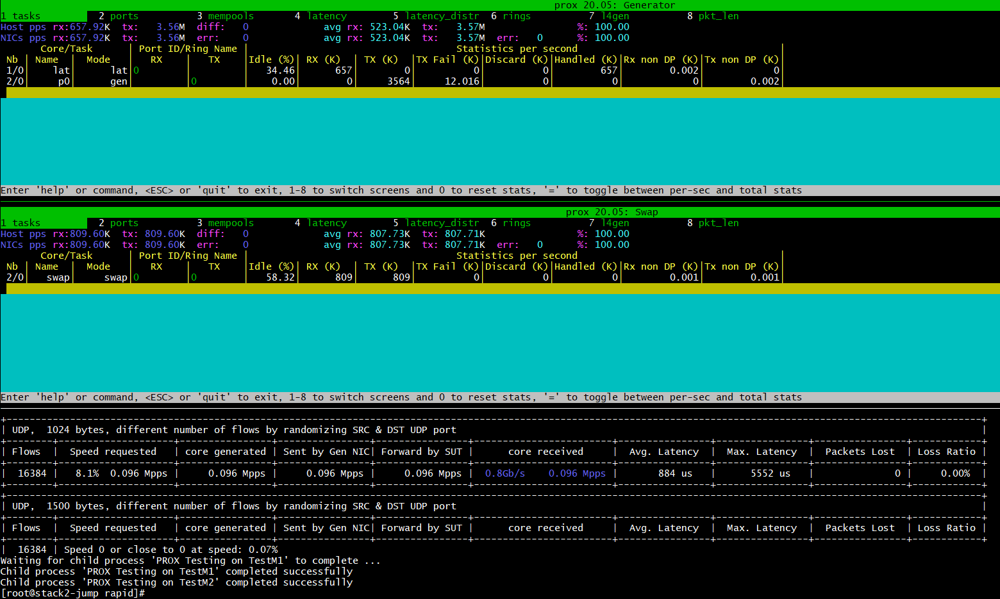 prox 20.05: Generator
1 tasks 2 ports 3 mempools 4 latency 5 latency_distr 6 rings 7 l4gen 8 pkt_len
Host pps rx:657.92K tx: 3.56M diff: 0 avg rx: 523.04K tx: 3.57M %: 100.00
NICs pps rx:657.92K tx: 3.56M err: 0 avg rx: 523.04K tx: 3.57M err: 0 %: 100.00
Core/Task | Port ID/Ring Name | Statistics per second |
Nb | Name | Mode | RX | TX |Idle (%)| RX (K) | TX (K) |TX Fail (K)|Discard (K)|Handled (K)|Rx non DP (K)|Tx non DP (K)|
1/0| lat| lat|0 | | 34.46| 657| 0| 0| 0| 657| 0.002| 0|
2/0| p0| gen| |0 | 0.00| 0| 3564| 12.016| 0| 0| 0| 0.002|
Enter 'help' or command, <ESC> or 'quit' to exit, 1-8 to switch screens and 0 to reset stats, '=' to toggle between per-sec and total stats
prox 20.05: Swap
1 tasks 2 ports 3 mempools 4 latency 5 latency_distr 6 rings 7 l4gen 8 pkt_len
Host pps rx:809.60K tx: 809.60K diff: 0 avg rx: 807.73K tx: 807.71K %: 100.00
NICs pps rx:809.60K tx: 809.60K err: 0 avg rx: 807.73K tx: 807.71K err: 0 %: 100.00
Core/Task | Port ID/Ring Name | Statistics per second |
Nb | Name | Mode | RX | TX |Idle (%)| RX (K) | TX (K) |TX Fail (K)|Discard (K)|Handled (K)|Rx non DP (K)|Tx non DP (K)|
2/0| swap| swap|0 |0 | 58.32| 809| 809| 0| 0| 0| 0.001| 0.001|
Enter 'help' or command, <ESC> or 'quit' to exit, 1-8 to switch screens and 0 to reset stats, '=' to toggle between per-sec and total stats
| UDP, 1024 bytes, different number of flows by randomizing SRC & DST UDP port |
| Flows | Speed requested | core generated | Sent by Gen NIC| Forward by SUT | core received | Avg. Latency | Max. Latency | Packets Lost | Loss Ratio |
| 16384 | 8.1% 0.096 Mpps | 0.096 Mpps | 0.096 Mpps | 0.096 Mpps | 0.8Gb/s 0.096 Mpps | 884 us | 5552 us | 0 | 0.00% |
| UDP, 1500 bytes, different number of flows by randomizing SRC & DST UDP port |
| Flows | Speed requested | core generated | Sent by Gen NIC| Forward by SUT | core received | Avg. Latency | Max. Latency | Packets Lost | Loss Ratio |
| 16384 | Speed 0 or close to 0 at speed: 0.07%
Waiting for child process 'PROX Testing on TestM1' to complete ...
Child process 'PROX Testing on TestM1' completed successfully
Child process 'PROX Testing on TestM2' completed successfully
[root@stack2-jump rapid]#